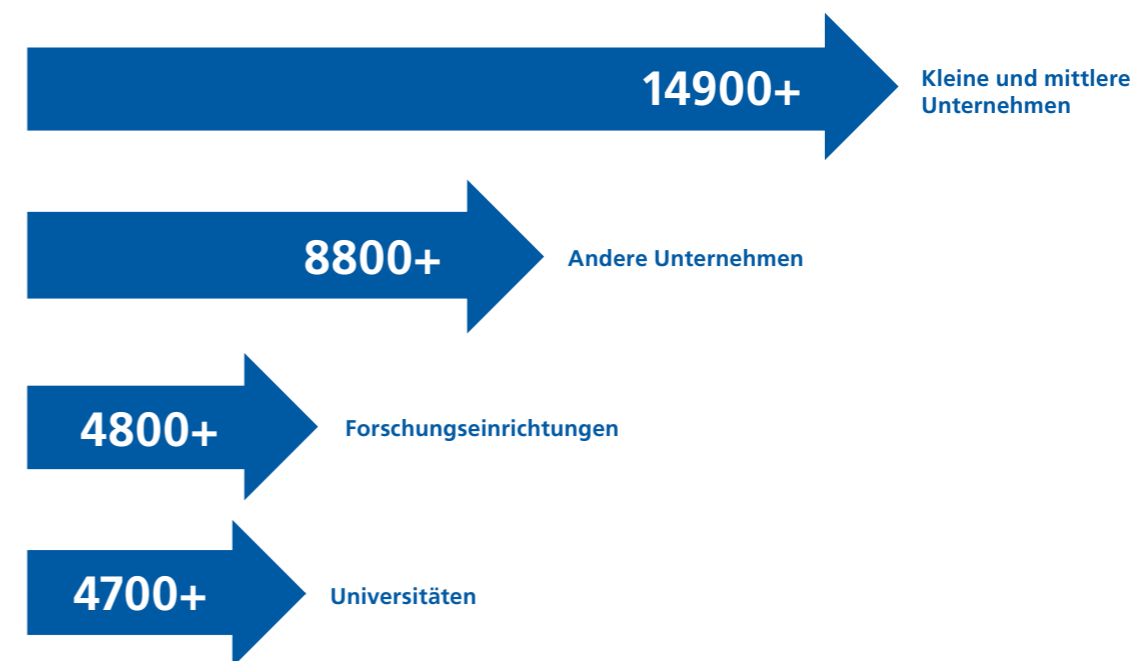 14900+
Kleine und mittlere
Unternehmen
8800+
Andere Unternehmen
4800+
Forschungseinrichtungen
4700+
Universitäten